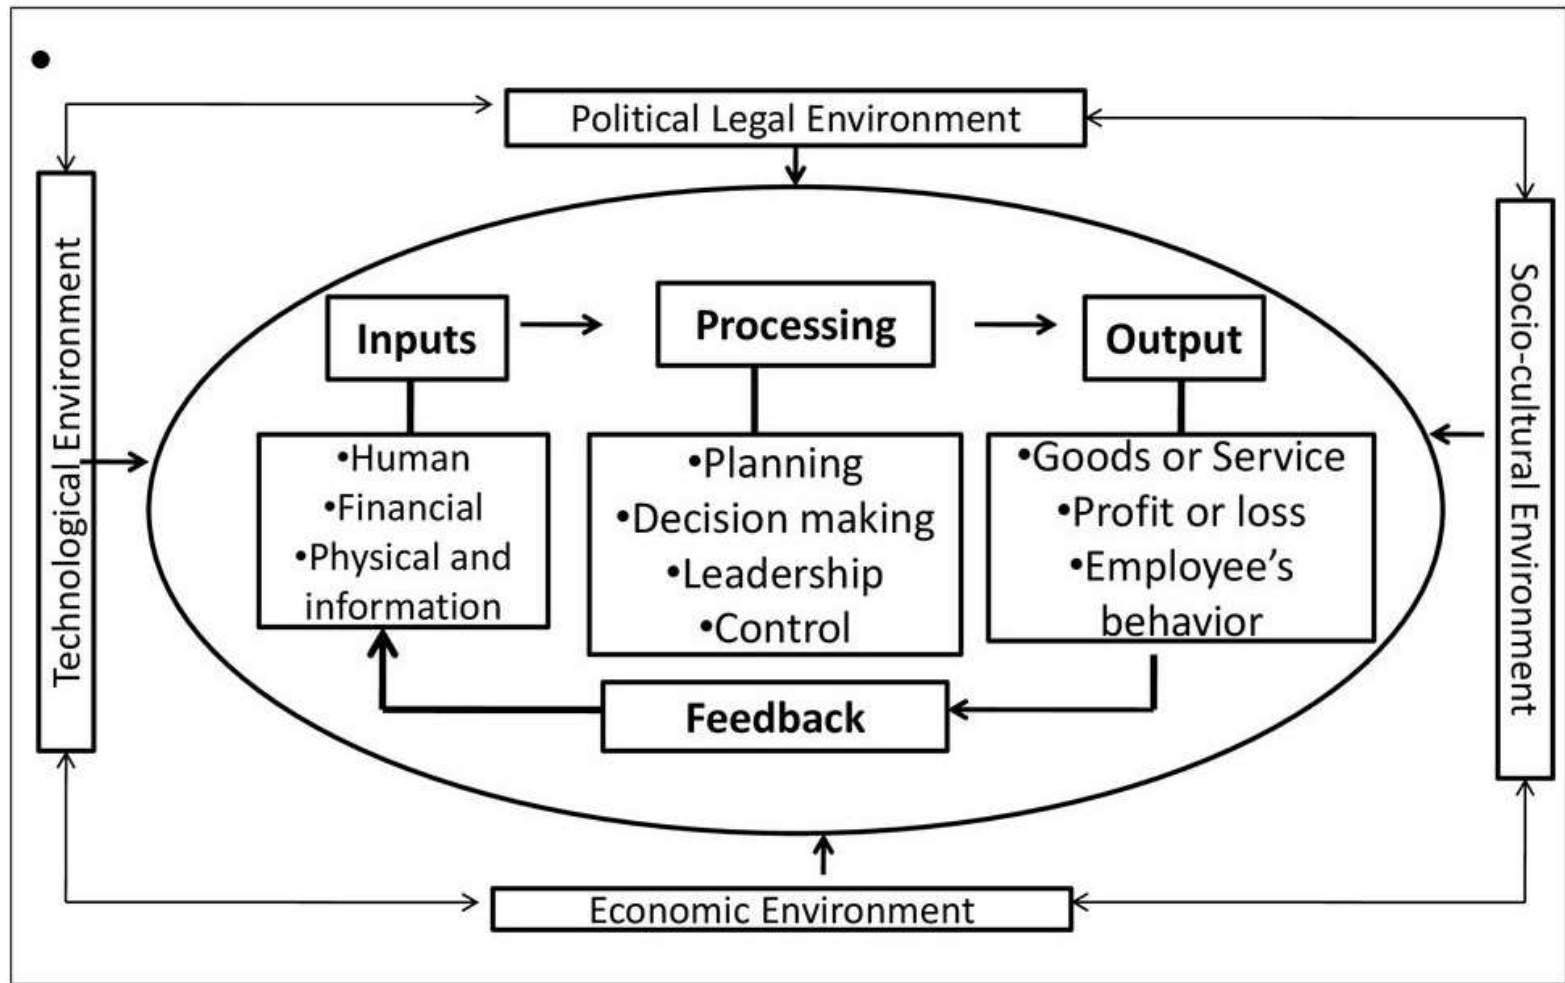 •
Political Legal Environment
Technological Environment
Socio-cultural Environment
Inputs
Processing
Output
•Human
•Financial
•Physical and
information
•Planning
•Decision making
•Leadership
•Control
•Goods or Service
•Profit or loss
•Employee’s
behavior
Feedback
Economic Environment